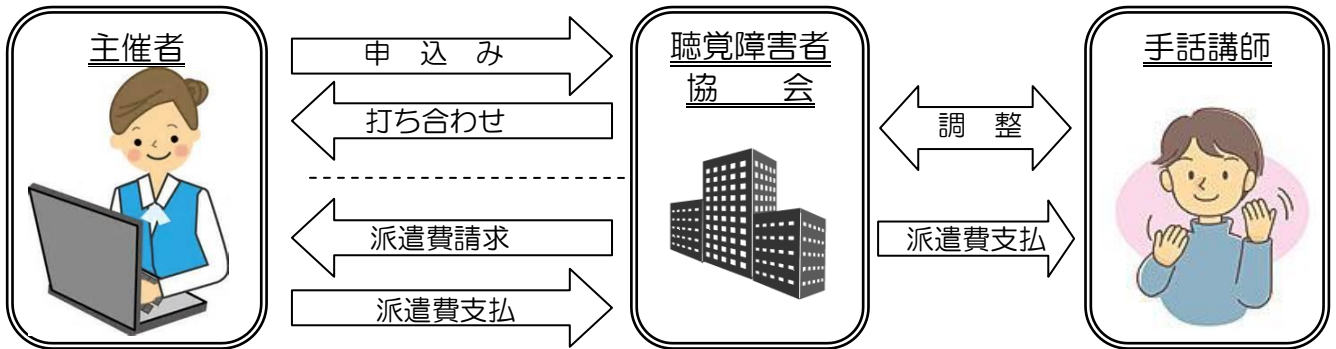 主催者
申　込　み
打ち合わせ
派遣費請求
派遣費支払
聴覚障害者
協　　会
調　整
派遣費支払
手話講師